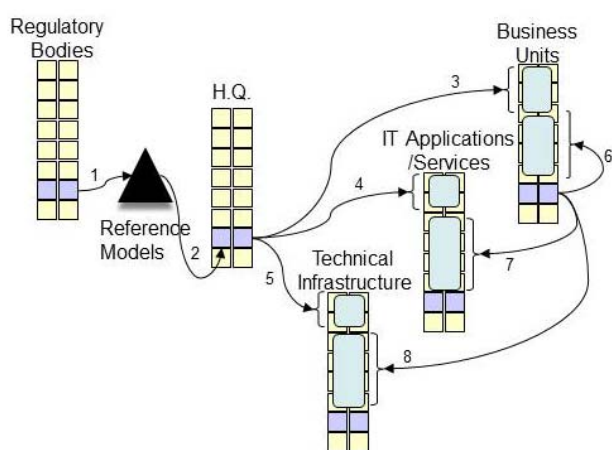 Regulatory
Bodies
Business
Units
H.Q.
3
IT Applications
/Services
6
1
4
Reference
Models
2
5
Technical
Infrastructure
7
8